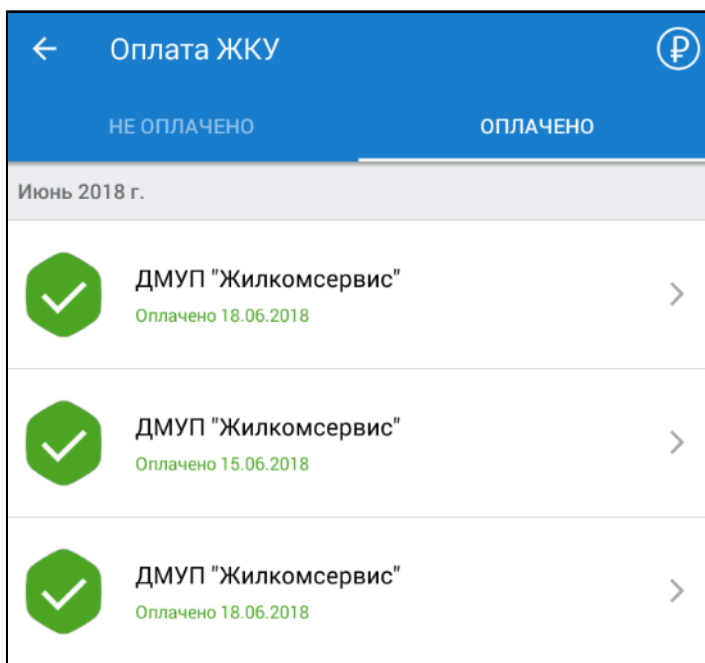 Оплата ЖКУ
НЕ ОПЛАЧЕНО
ОПЛАЧЕНО
Июнь 2018 г.
ДМУП "Жилкомсервис"
Оплачено 18.06.2018
ДМУП "Жилкомсервис"
Оплачено 15.06.2018
ДМУП "Жилкомсервис"
Оплачено 18.06.2018